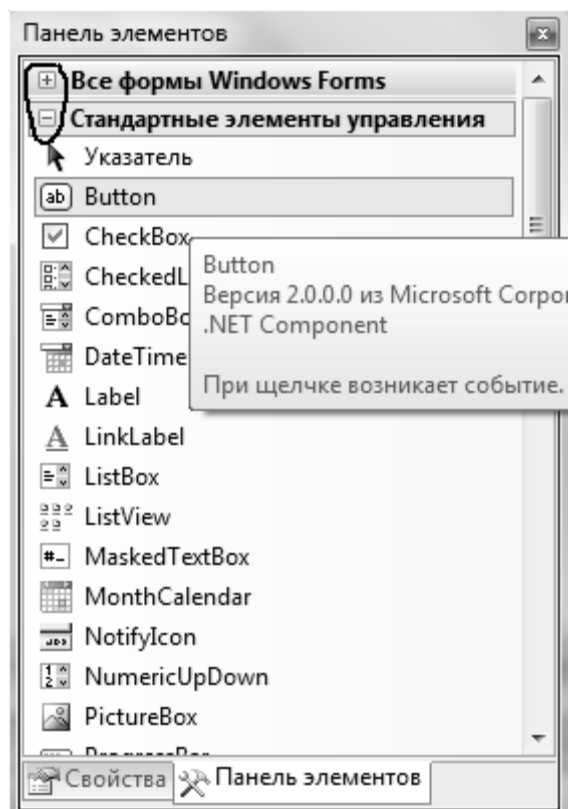 Панель элементов
Все формы Windows Forms
Стандартные элементы управления
Указатель
Button
CheckBox
CheckedL
ComboBo
DateTime
Label
LinkLabel
ListBox
ListView
MaskedTextBox
MonthCalendar
NotifyIcon
NumericUpDown
PictureBox
Button
Версия 2.0.0.0 из Microsoft Corpor
.NET Component
При щелчке возникает событие.
Свойства
Панель элементов